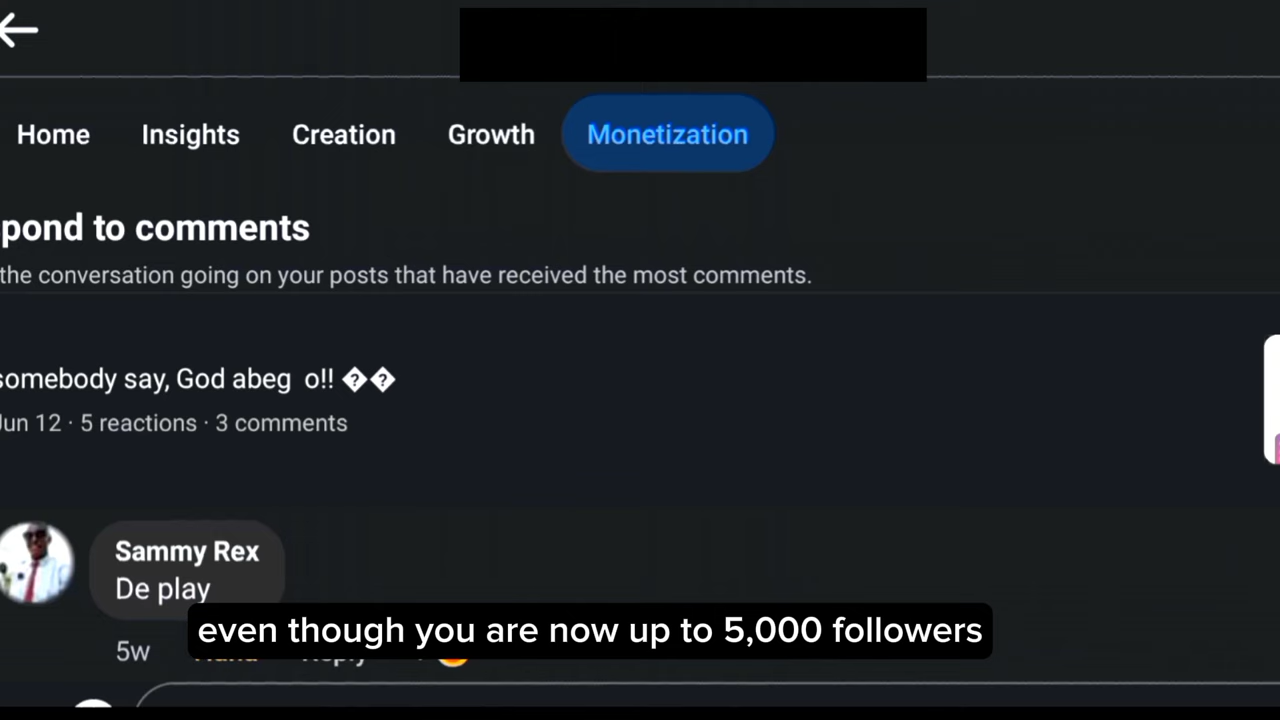 Home Insights Creation Growth Monetization
pond to comments
the conversation going on your posts that have received the most comments.
somebody say, God abeg o!! ��
Jun 12 · 5 reactions · 3 comments
Sammy Rex
De play
even though you are now up to 5,000 followers
5w Reply